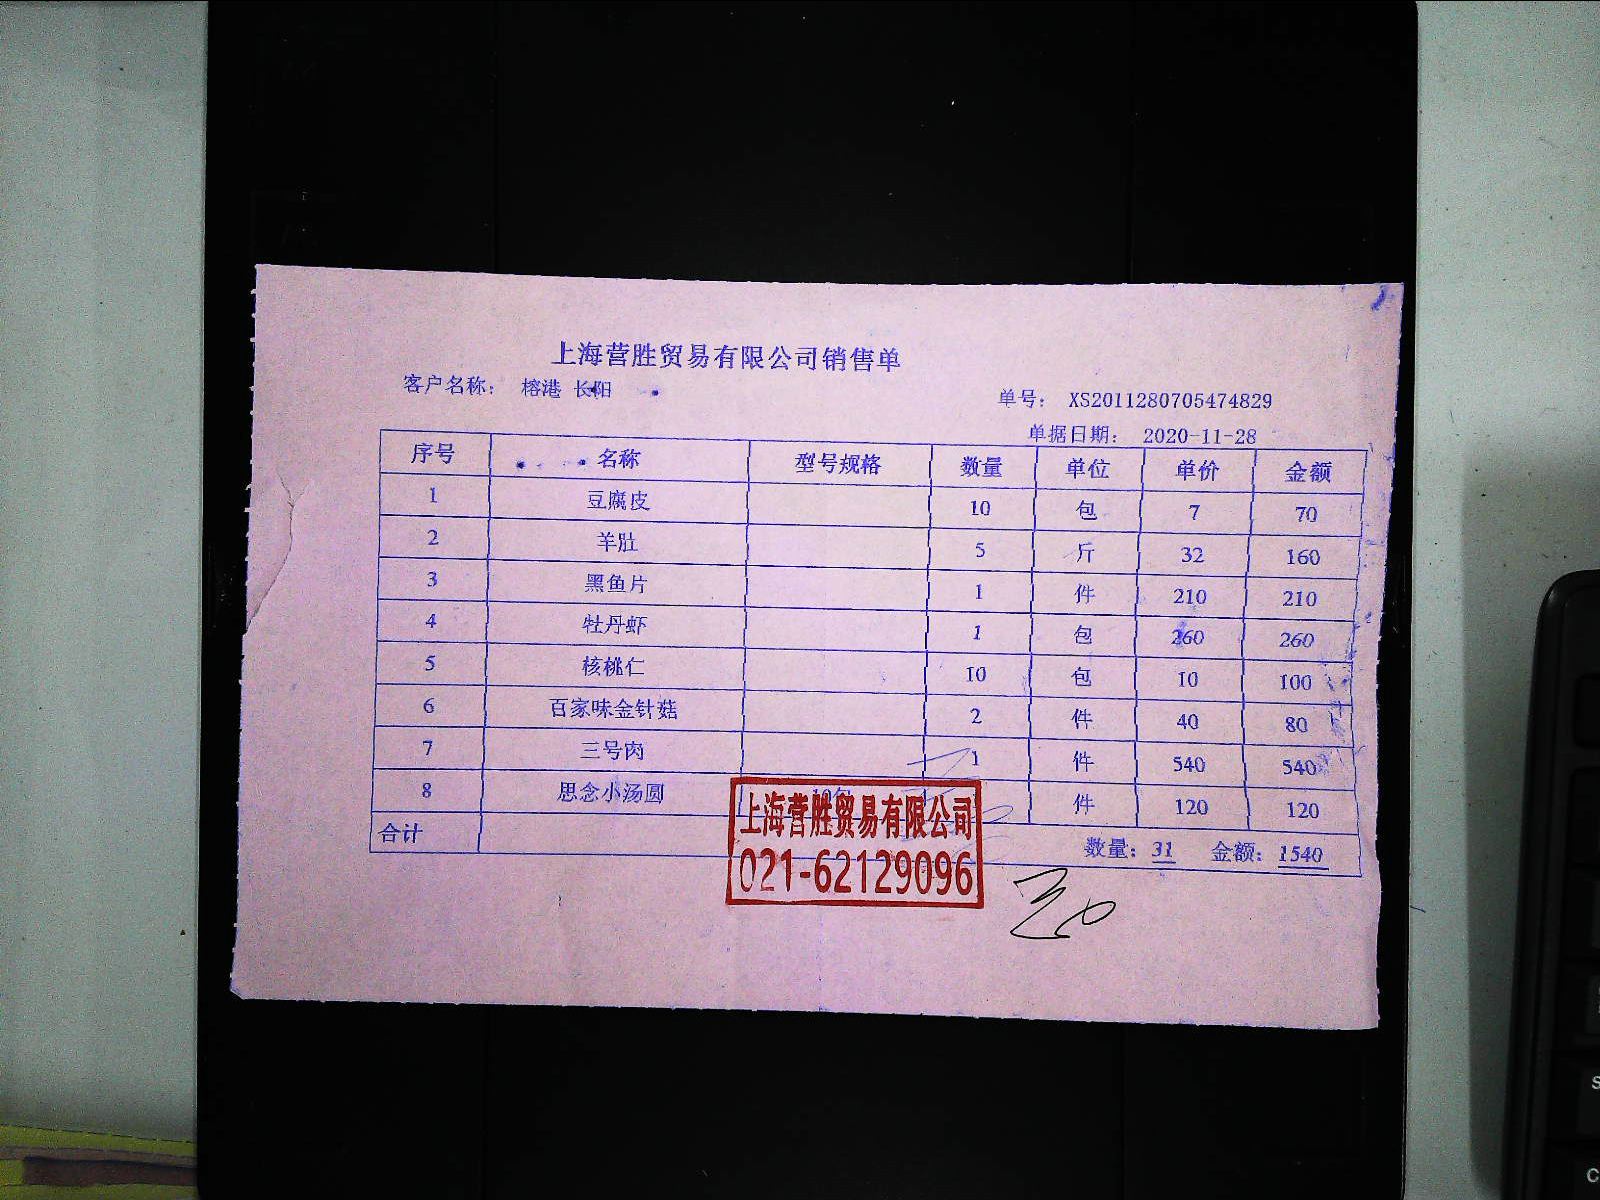 上海营胜贸易有限公司销售单
客户名称: 榕港 长阳
单号: XS2011280705474829
单据日期: 2020-11-28
序号 名称 型号规格 数量 单位 单价 金额
1 豆腐皮 10 包 7 70
2 羊肚 5 斤 32 160
3 黑鱼片 1 件 210 210
4 牡丹虾 1 包 260 260
5 核桃仁 10 包 10 100
6 百家味金针菇 2 件 40 80
7 三号肉 1 件 540 540
8 思念小汤圆 件 120 120
合计 数量: 31 金额: 1540
上海营胜贸易有限公司
021-62129096